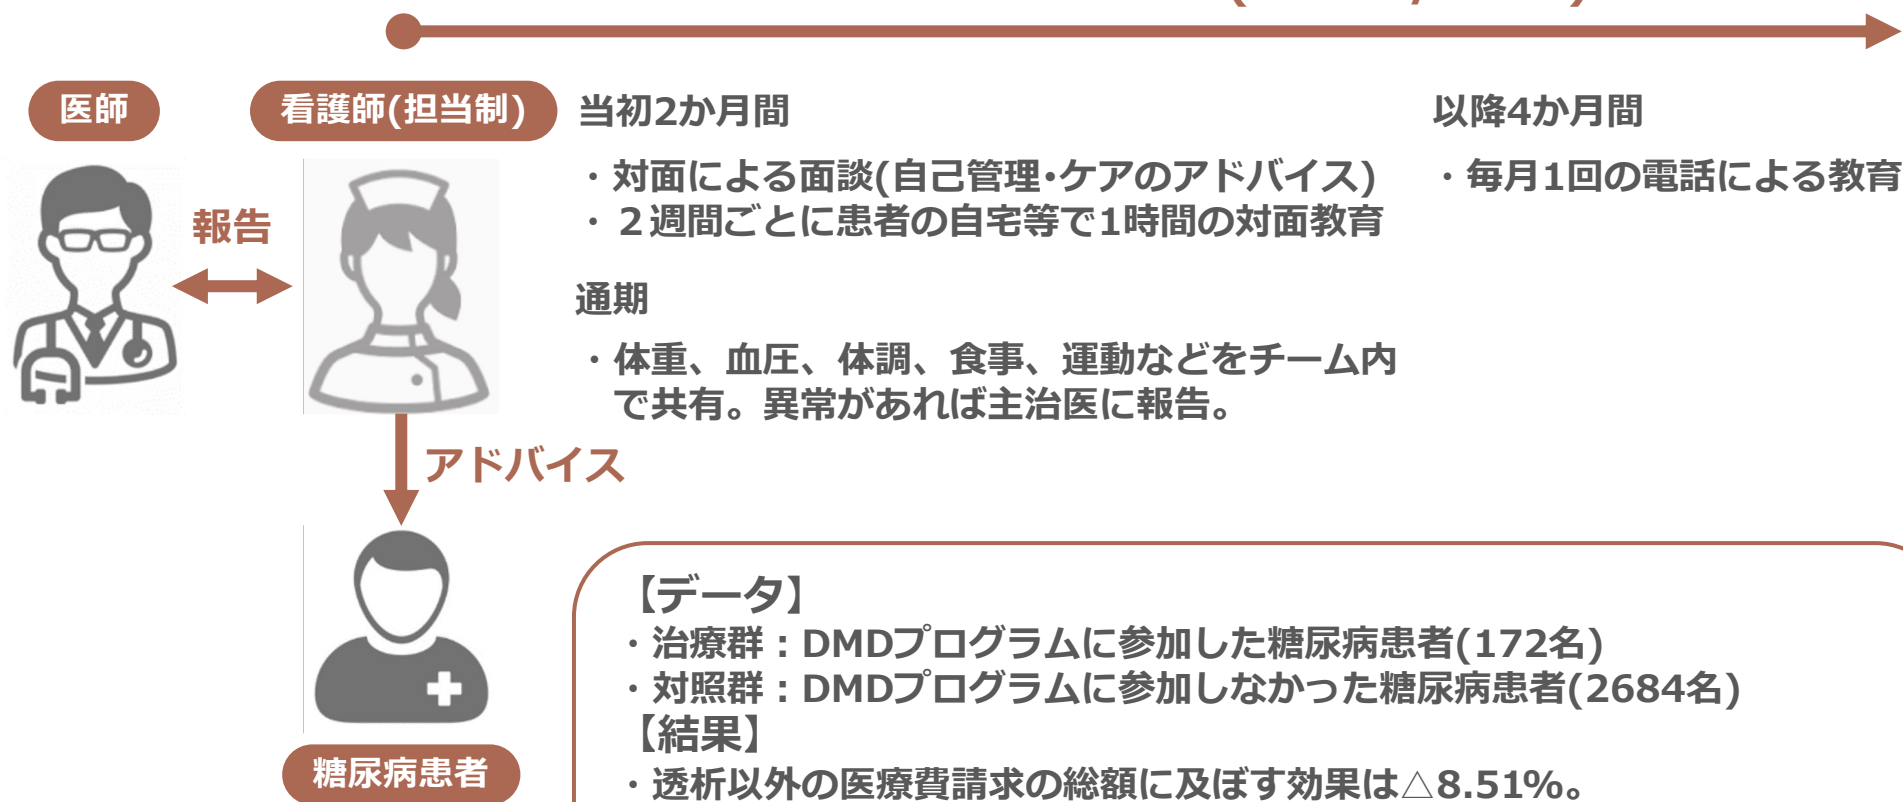 医師
看護師(担当制)
報告
当初2か月間
・対面による面談(自己管理・ケアのアドバイス)
・２週間ごとに患者の自宅等で1時間の対面教育
以降4か月間
・毎月1回の電話による教育
通期
・体重、血圧、体調、食事、運動などをチーム内
で共有。異常があれば主治医に報告。
アドバイス
糖尿病患者
【データ】
・治療群：DMDプログラムに参加した糖尿病患者(172名)
・対照群：DMDプログラムに参加しなかった糖尿病患者(2684名)
【結果】
・透析以外の医療費請求の総額に及ぼす効果は△8.51%。